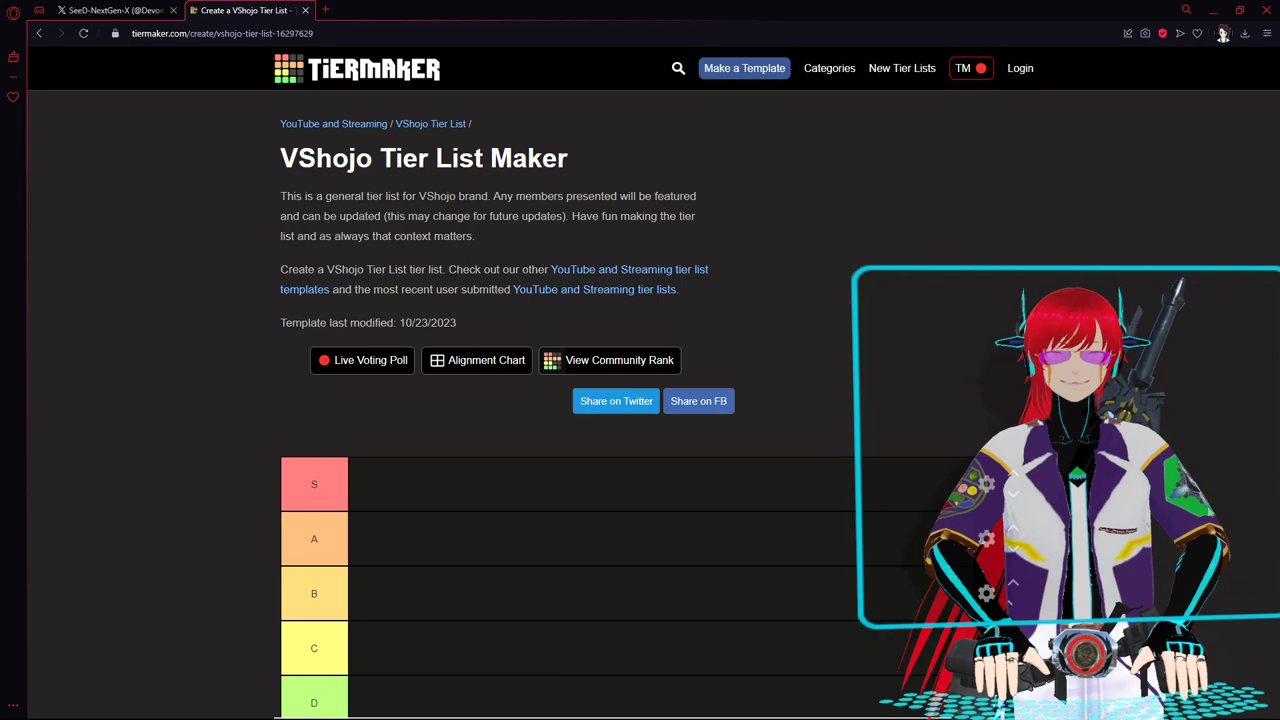 SeeD-NextGen-X (@Devon
Create a VShojo Tier List - T
tiermaker.com/create/vshojo-tier-list-16297629
TIERMAKER
Make a Template
Categories
New Tier Lists
TM
Login
YouTube and Streaming / VShojo Tier List /
VShojo Tier List Maker
This is a general tier list for VShojo brand. Any members presented will be featured
and can be updated (this may change for future updates). Have fun making the tier
list and as always that context matters.
Create a VShojo Tier List tier list. Check out our other YouTube and Streaming tier list
templates and the most recent user submitted YouTube and Streaming tier lists.
Template last modified: 10/23/2023
Live Voting Poll
Alignment Chart
View Community Rank
Share on Twitter
Share on FB
S
A
B
C
D